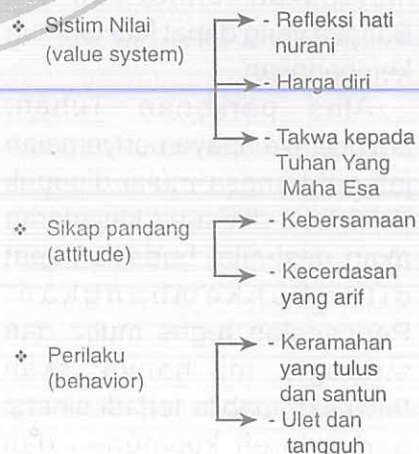 ❖ Sistim Nilai
(value system)
- Refleksi hati
nurani
- Harga diri
- Takwa kepada
Tuhan Yang
Maha Esa
❖ Sikap pandang
(attitude)
- Kebersamaan
- Kecerdasan
yang arif
❖ Perilaku
(behavior)
- Keramahan
yang tulus
dan santun
- Ulet dan
tangguh